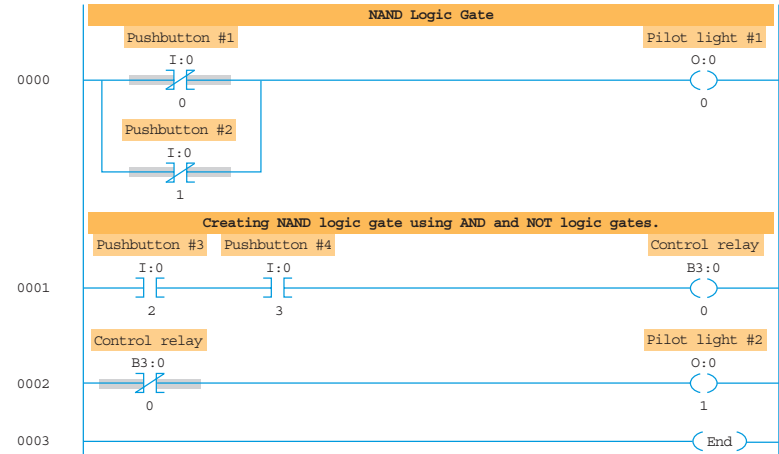 NAND Logic Gate
Pushbutton #1 Pilot light #1
I:0 O:0
0000
0 0
Pushbutton #2
I:0
1
Creating NAND logic gate using AND and NOT logic gates.
Pushbutton #3 Pushbutton #4 Control relay
I:0 I:0 B3:0
0001
2 3 0
Control relay Pilot light #2
B3:0 O:0
0002
0 1
0003 End